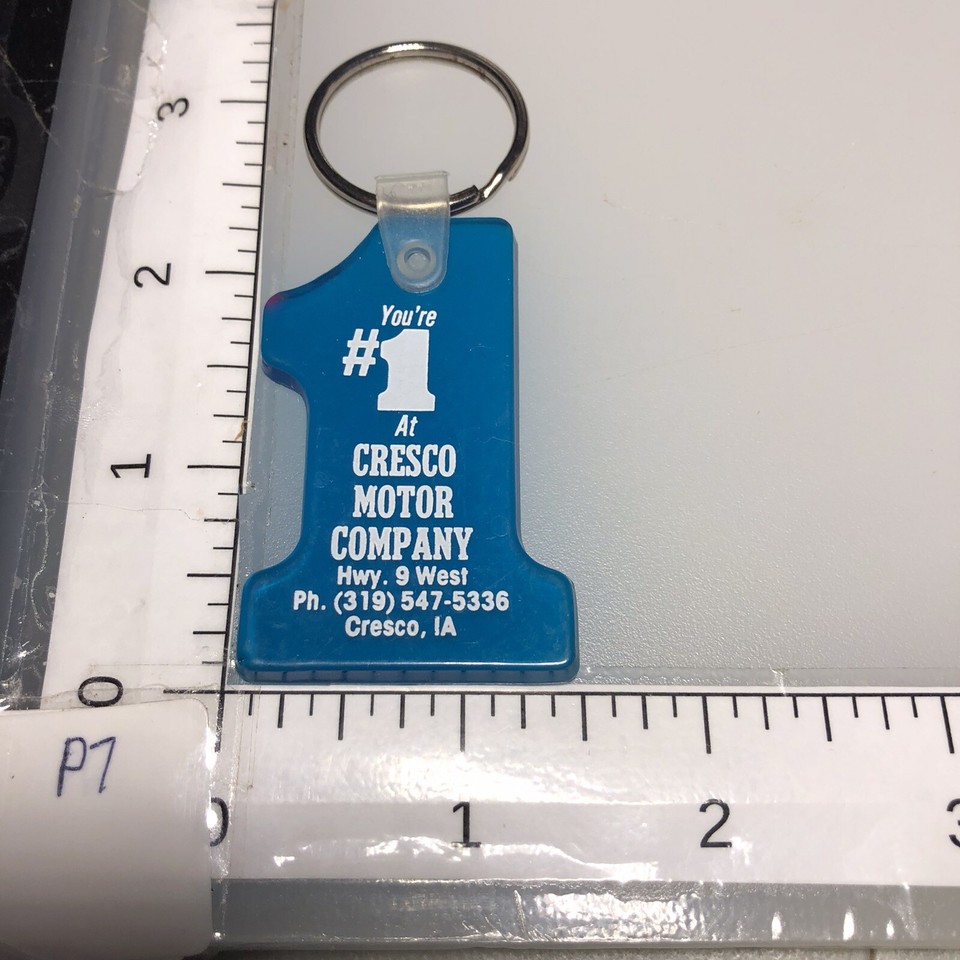 You're
#1
At
CRESCO
MOTOR
COMPANY
Hwy. 9 West
Ph. (319) 547-5336
Cresco, IA
3
2
1
0
P7
0 1 2 3